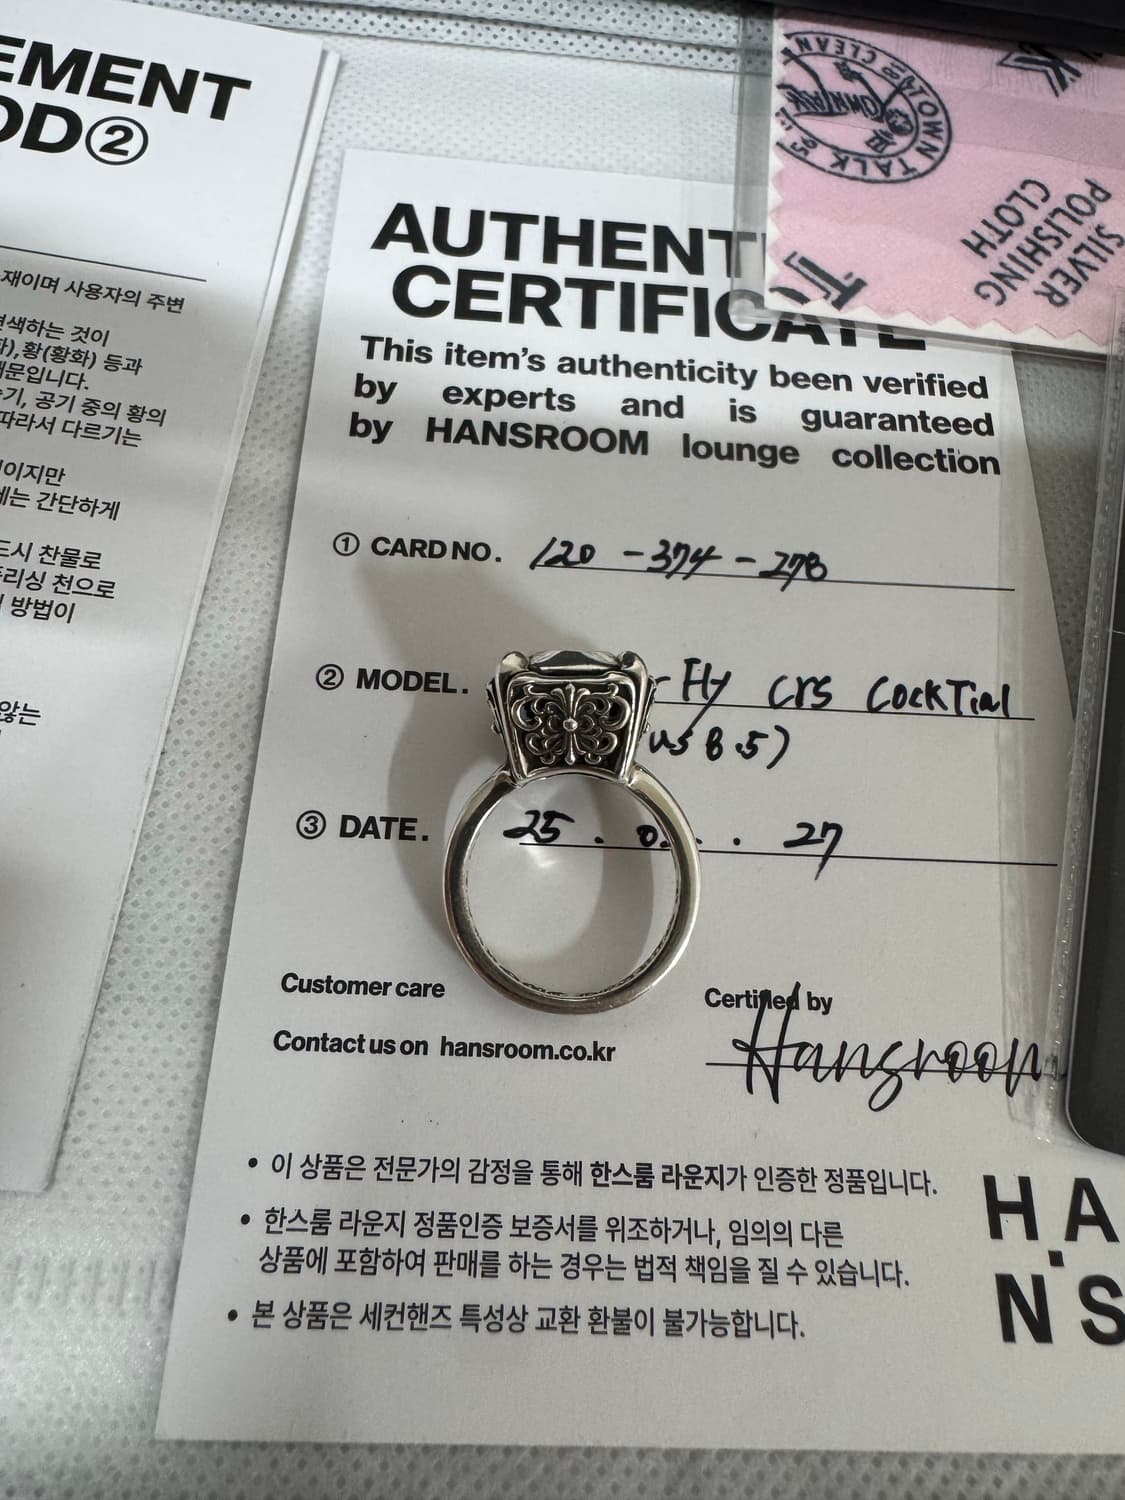 EMENT
OD②
재이며 사용자의 주변
변색하는 것이
),황(황화) 등과
때문입니다.
기, 공기 중의 황의
따라서 다르기는
이지만
에는 간단하게
드시 찬물로
폴리싱 천으로
방법이
않는
AUTHENT
CERTIFICATE
This item's authenticity been verified
by experts and is guaranteed
by HANSROOM lounge collection
① CARD NO. 120 - 374 - 278
② MODEL. - Fly CRS CockTial
(US 8.5)
③ DATE. 25 . 0 . 27
Customer care
Contact us on hansroom.co.kr
Certified by
Hansroom
• 이 상품은 전문가의 감정을 통해 한스룸 라운지가 인증한 정품입니다.
• 한스룸 라운지 정품인증 보증서를 위조하거나, 임의의 다른
상품에 포함하여 판매를 하는 경우는 법적 책임을 질 수 있습니다.
• 본 상품은 세컨핸즈 특성상 교환 환불이 불가능합니다.
HA
NS
TOWN TALK
SILVER
POLISHING
CLOTH